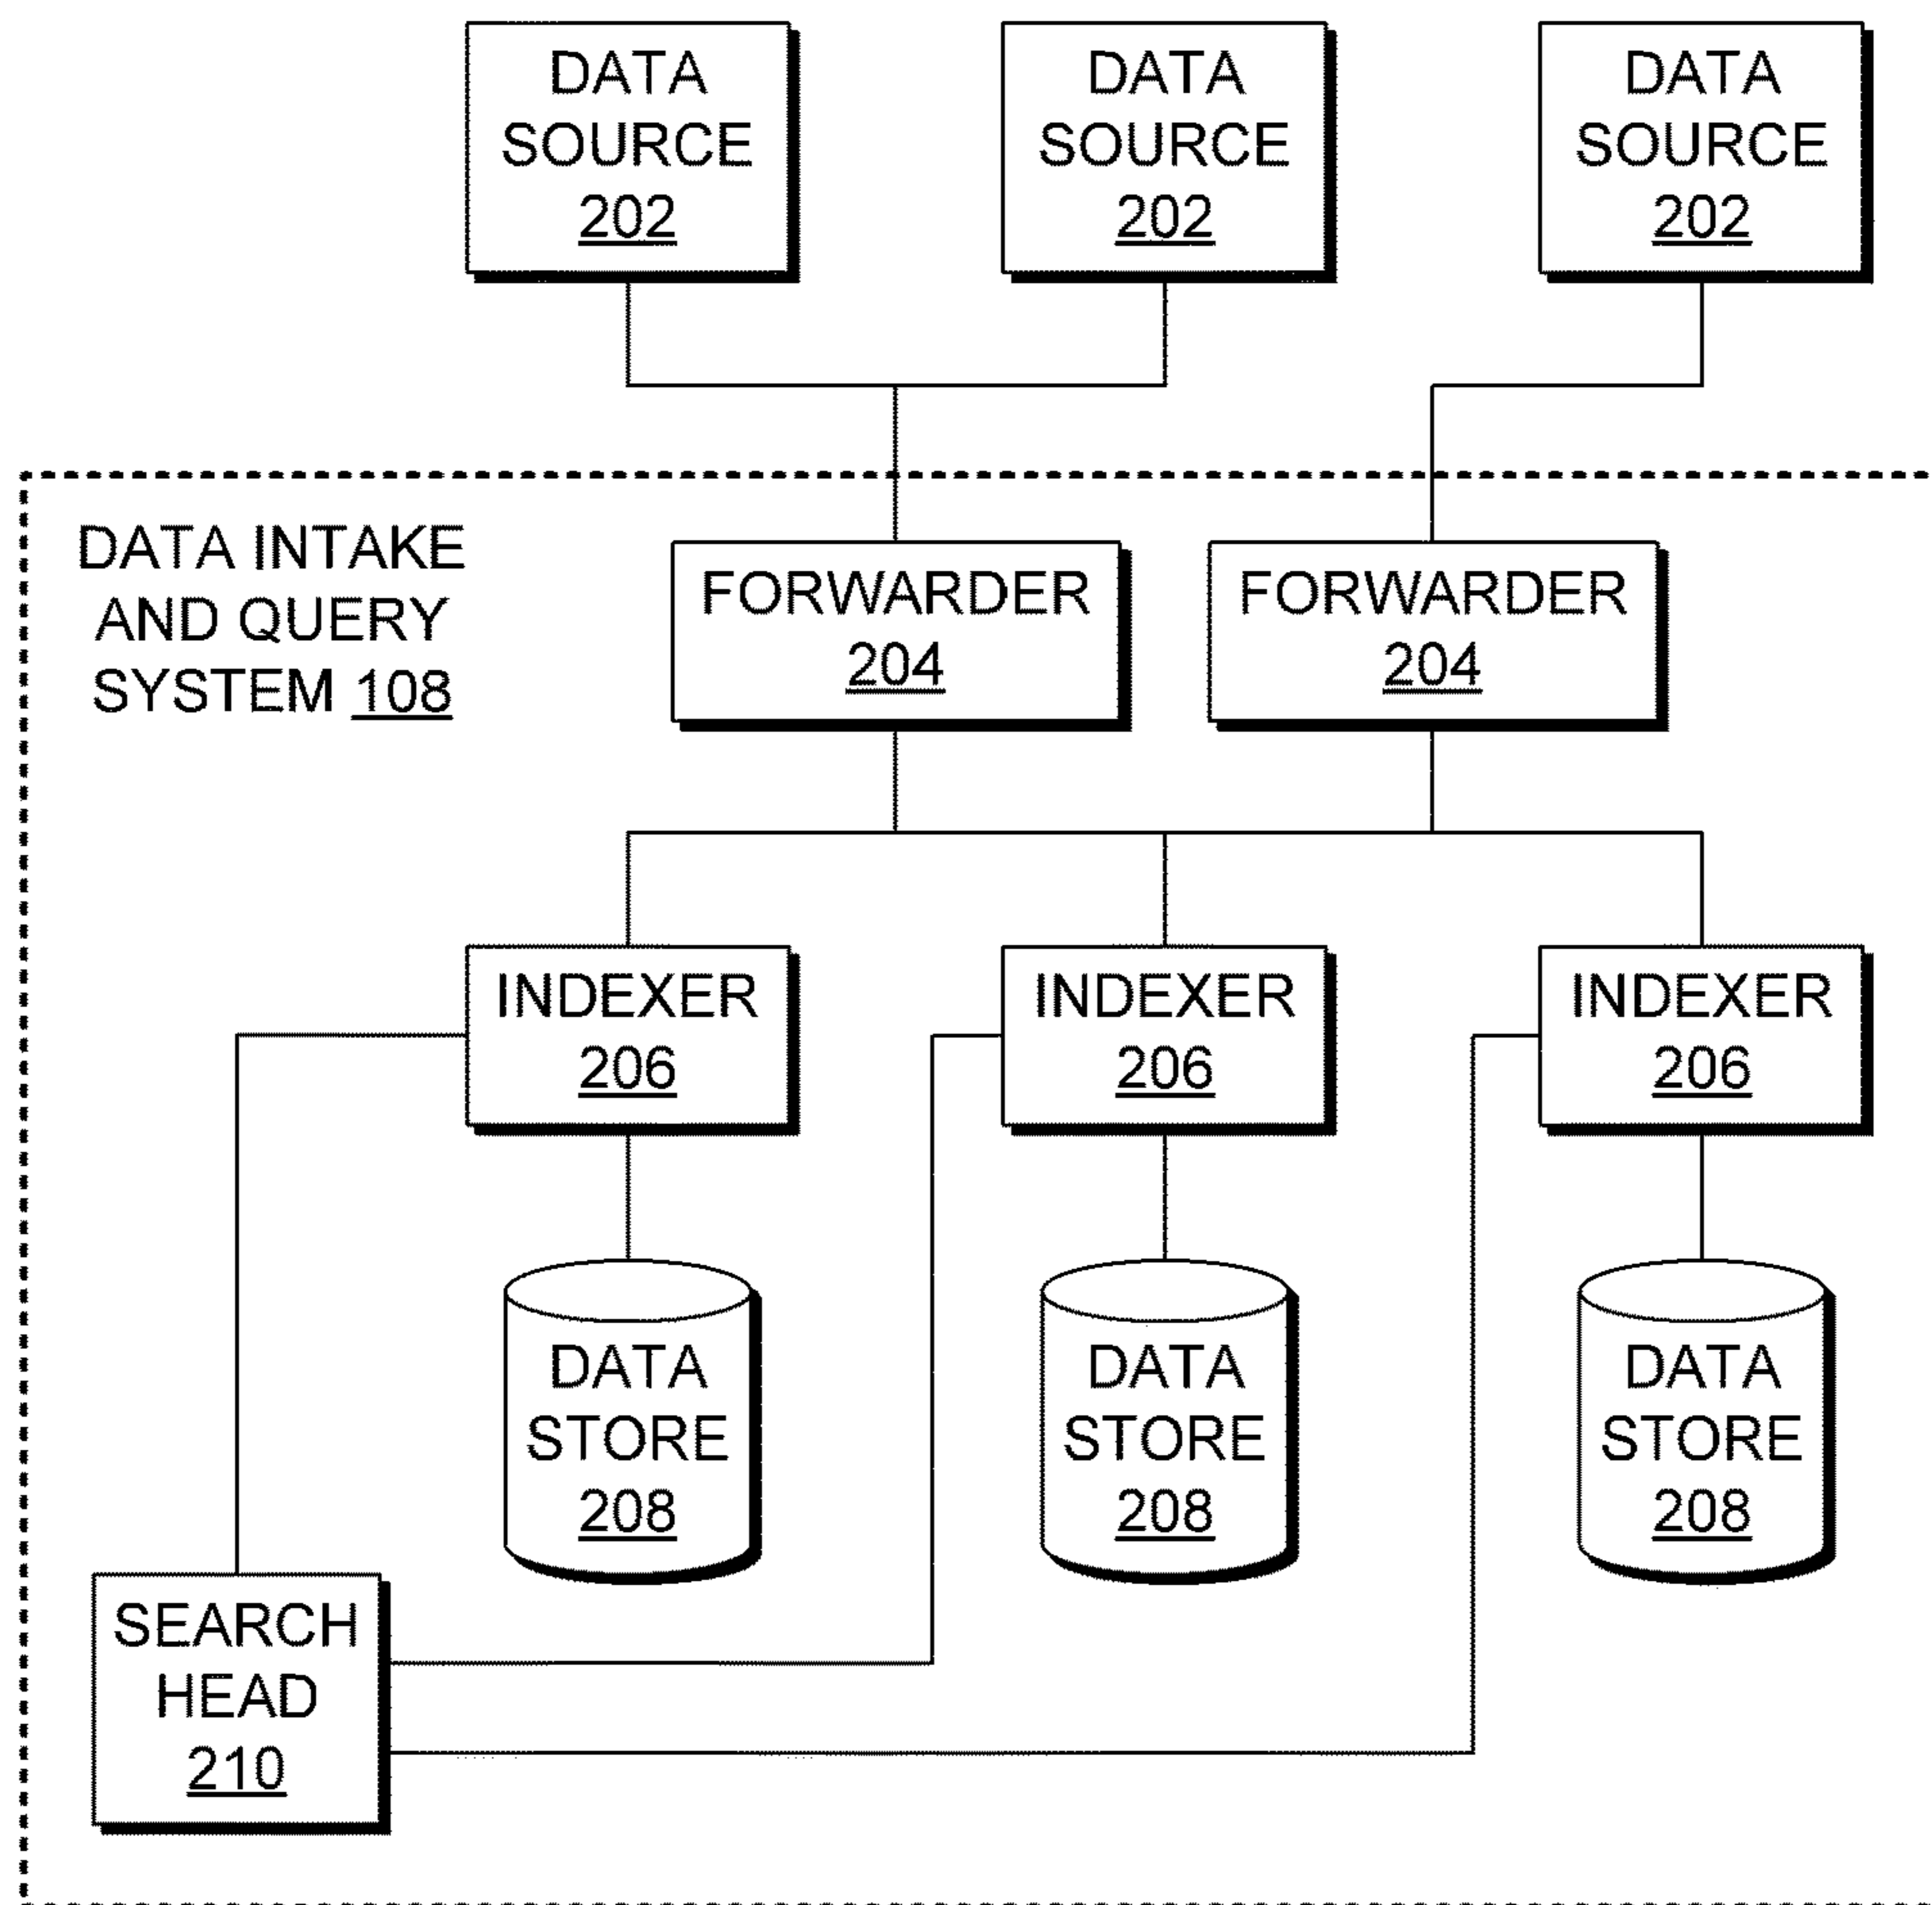 DATA
SOURCE
202
DATA
SOURCE
202
DATA
SOURCE
202
DATA INTAKE
AND QUERY
SYSTEM 108
FORWARDER
204
FORWARDER
204
INDEXER
206
INDEXER
206
INDEXER
206
DATA
STORE
208
DATA
STORE
208
DATA
STORE
208
SEARCH
HEAD
210